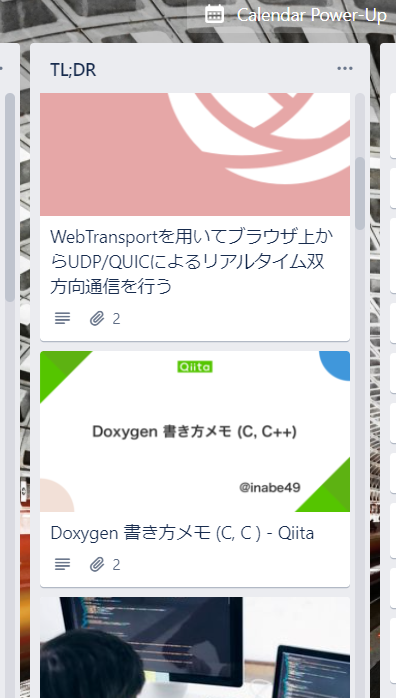 Calendar Power-Up
TL;DR
WebTransportを用いてブラウザ上か
らUDP/QUICによるリアルタイム双
方向通信を行う
2
Qiita
Doxygen 書き方メモ (C, C++)
@inabe49
Doxygen 書き方メモ (C, C ) - Qiita
2